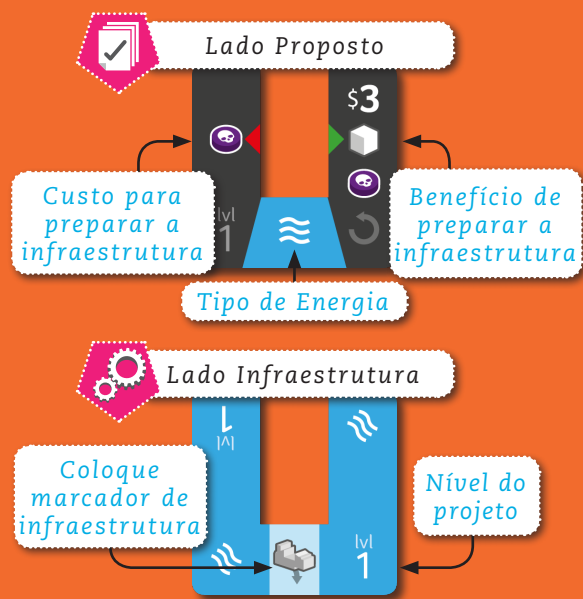 Lado Proposto
$3
Custo para
preparar a
infraestrutura
lvl
1
Benefício de
preparar a
infraestrutura
Tipo de Energia
Lado Infraestrutura
lvl
1
Coloque
marcador de
infraestrutura
Nível do
projeto
lvl
1